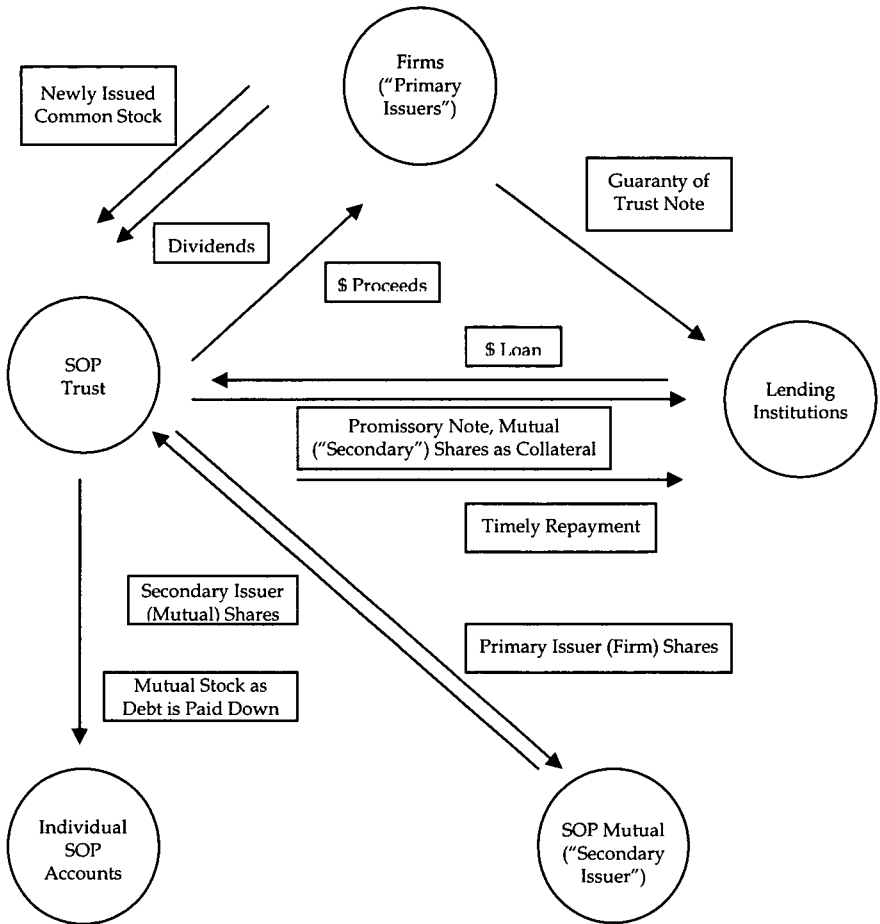 Firms
(“Primary
Issuers”)
Newly Issued
Common Stock
Guaranty of
Trust Note
Dividends
$ Proceeds
$ Loan
SOP
Trust
Lending
Institutions
Promissory Note, Mutual
(“Secondary”) Shares as Collateral
Timely Repayment
Secondary Issuer
(Mutual) Shares
Primary Issuer (Firm) Shares
Mutual Stock as
Debt is Paid Down
Individual
SOP
Accounts
SOP Mutual
(“Secondary
Issuer”)